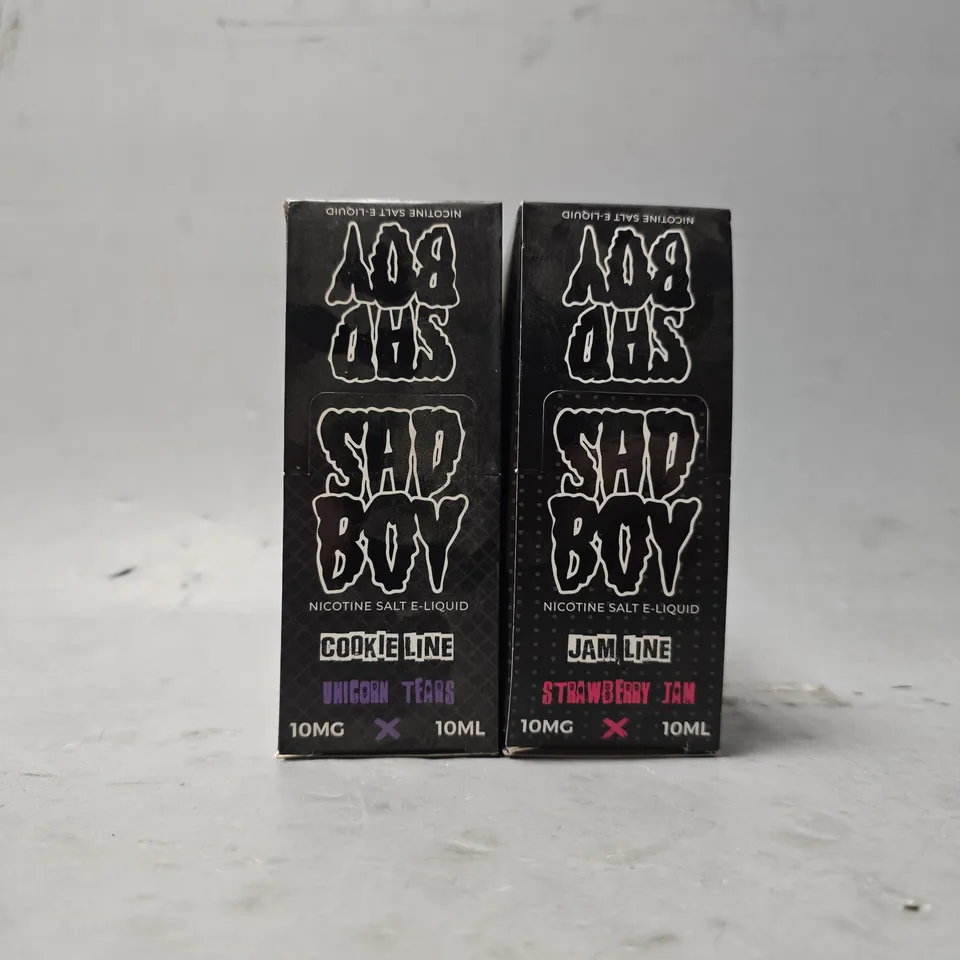 NICOTINE SALT E-LIQUID
SAD
BOY
SAD
BOY
NICOTINE SALT E-LIQUID
COOKIE LINE
UNICORN TEARS
10MG X 10ML
NICOTINE SALT E-LIQUID
SAD
BOY
SAD
BOY
NICOTINE SALT E-LIQUID
JAM LINE
STRAWBERRY JAM
10MG X 10ML